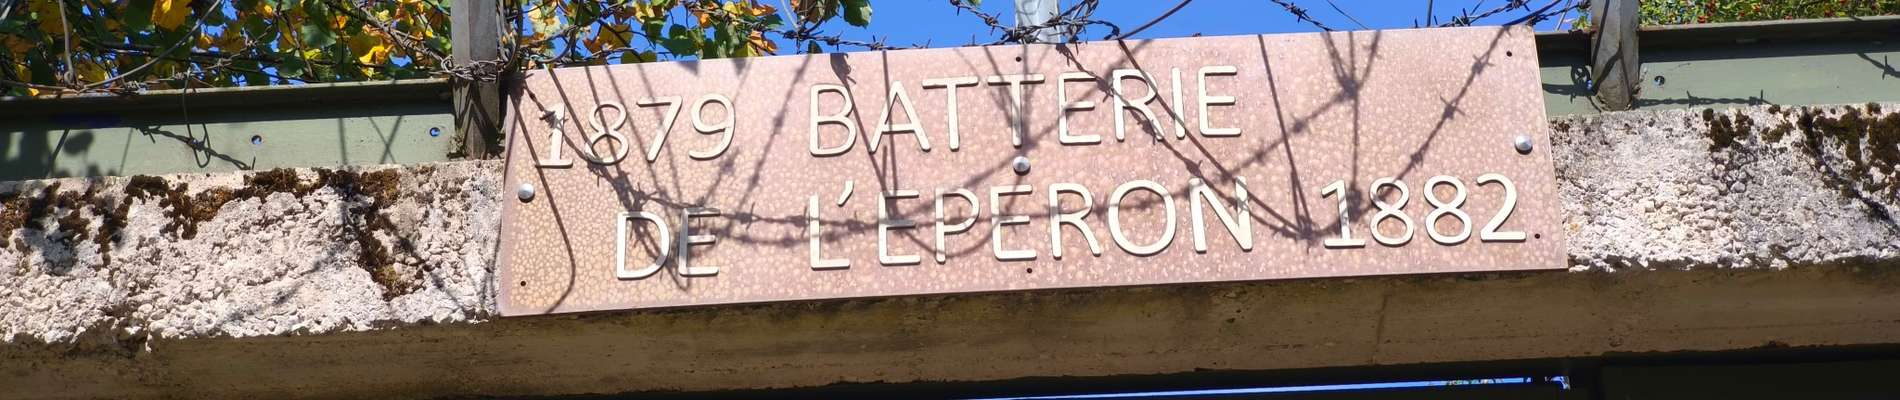 1879 BATTERIE
DE L'EPERON 1882